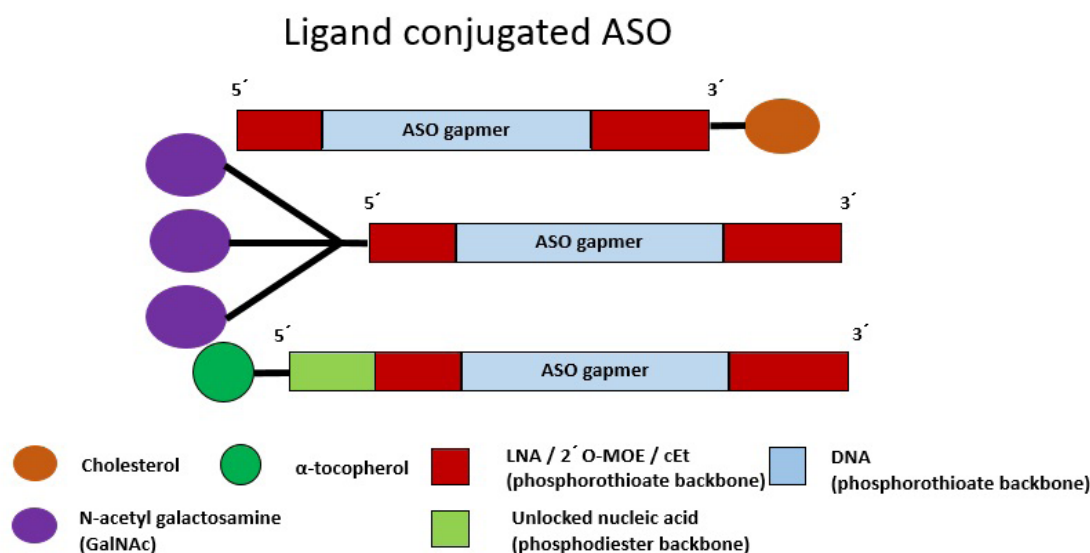 Ligand conjugated ASO
5´ 3´
ASO gapmer
5´ 3´
ASO gapmer
5´ 3´
ASO gapmer
Cholesterol
α-tocopherol
LNA / 2´ O-MOE / cEt
(phosphorothioate backbone)
DNA
(phosphorothioate backbone)
N-acetyl galactosamine
(GalNAc)
Unlocked nucleic acid
(phosphodiester backbone)